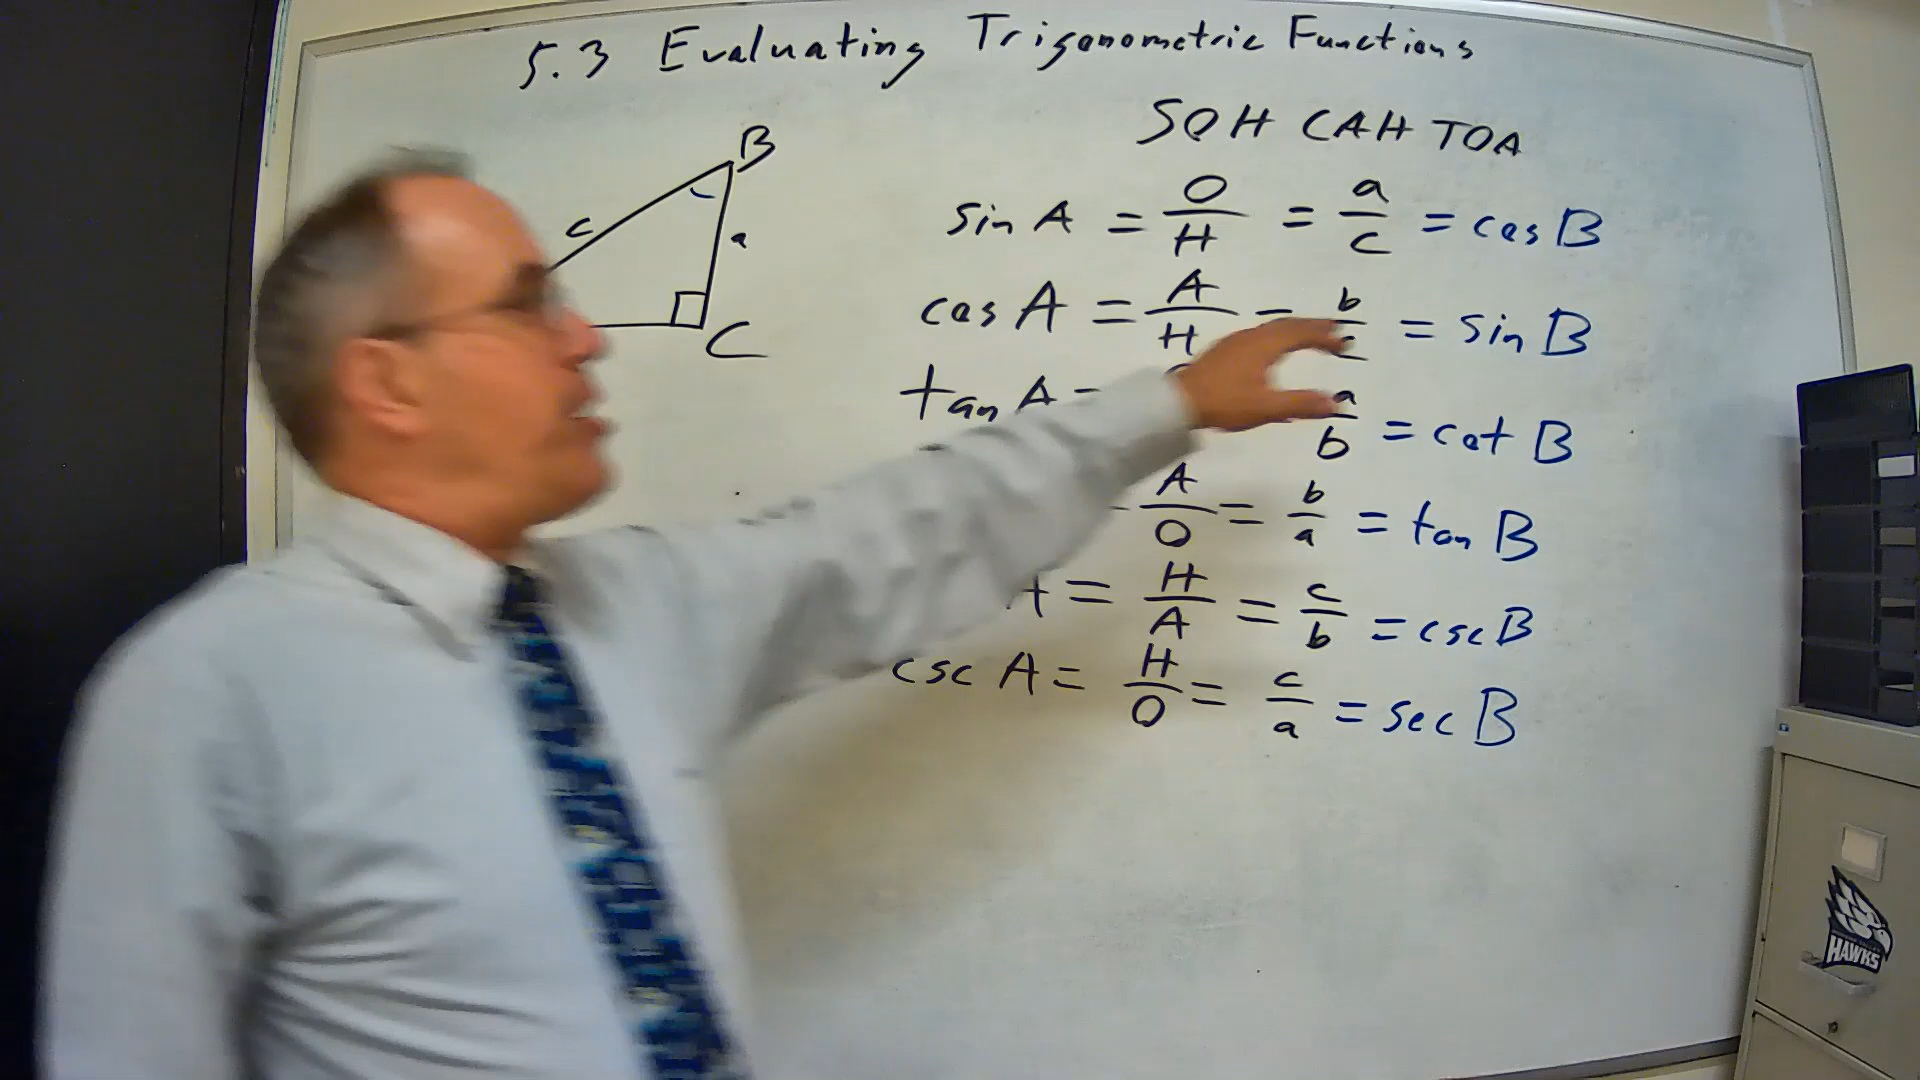 5.3 Evaluating Trigonometric Functions
SOH CAH TOA
B
c
a
C
sin A = O/H = a/c = cos B
cos A = A/H = b/c = sin B
tan A = a/b = cot B
A/O = b/a = tan B
A = H/A = c/b = csc B
csc A = H/O = c/a = sec B
HAWKS